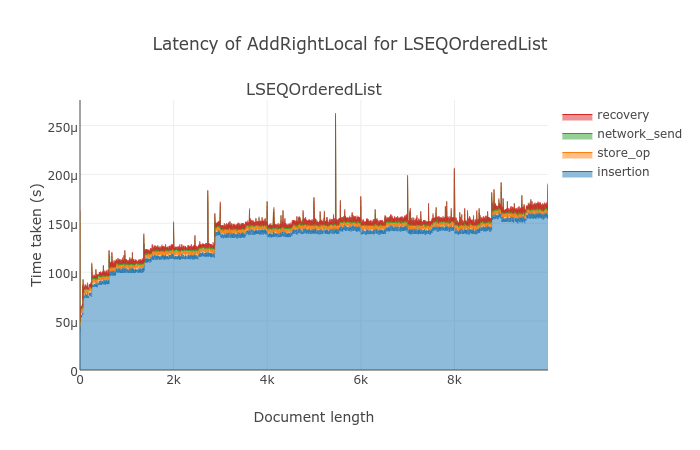 Latency of AddRightLocal for LSEQOrderedList
LSEQOrderedList
recovery
network_send
store_op
insertion
250μ
200μ
150μ
100μ
50μ
0
Time taken (s)
0 2k 4k 6k 8k
Document length